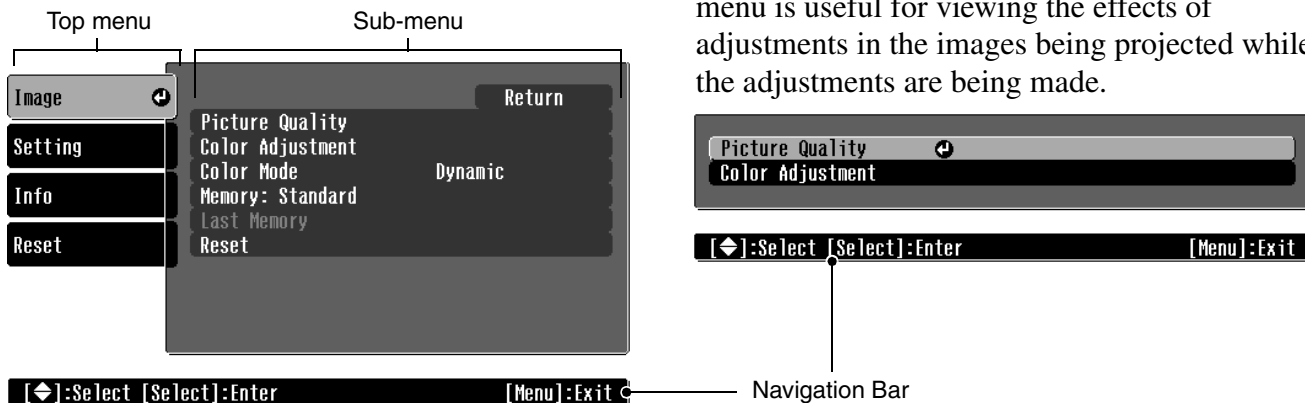 Top menu
Sub-menu
Image
Setting
Info
Reset
Return
Picture Quality
Color Adjustment
Color Mode Dynamic
Memory: Standard
Last Memory
Reset
[◆]:Select [Select]:Enter [Menu]:Exit
menu is useful for viewing the effects of
adjustments in the images being projected while
the adjustments are being made.
Picture Quality
Color Adjustment
[◆]:Select [Select]:Enter [Menu]:Exit
Navigation Bar